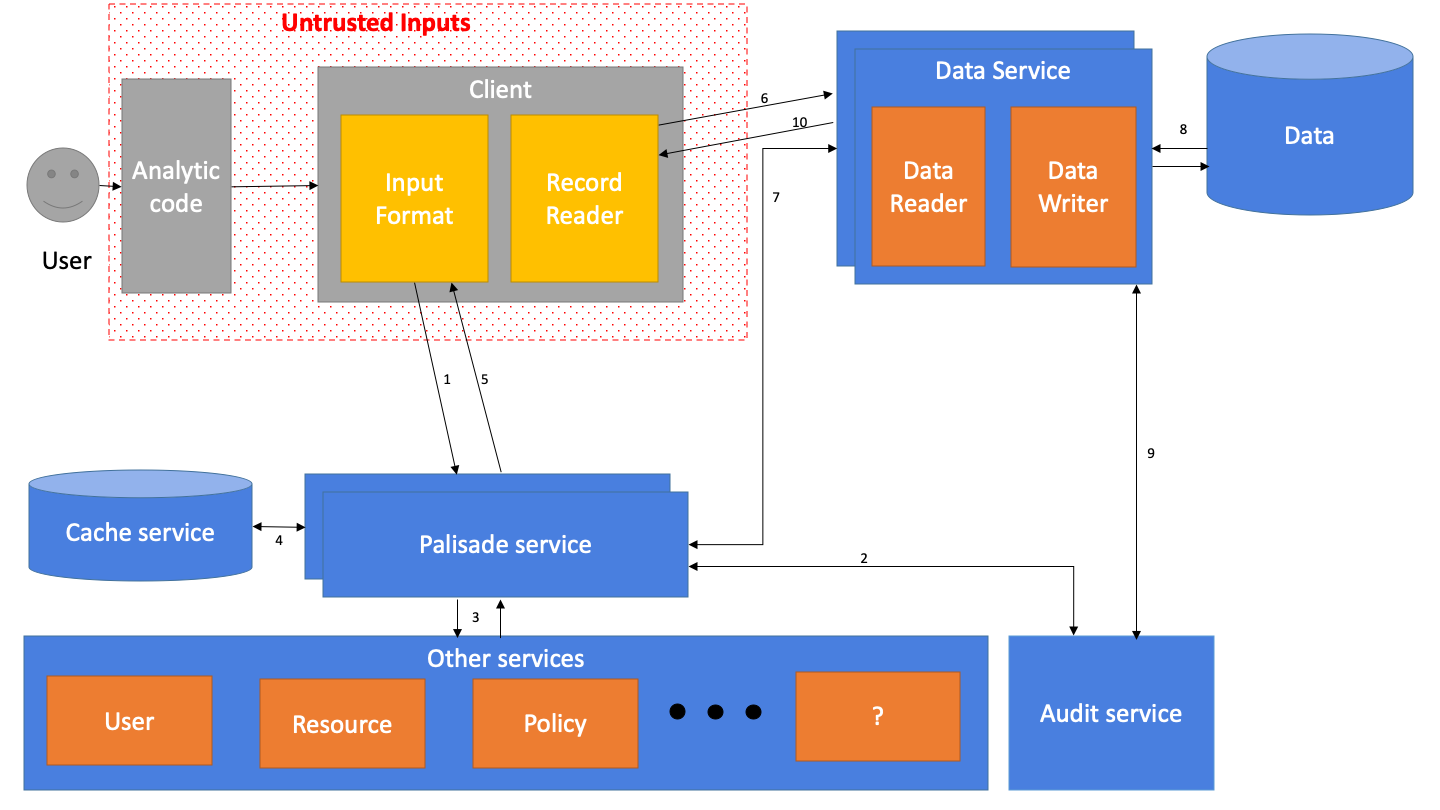 Untrusted Inputs
User
Analytic
code
Client
Input
Format
Record
Reader
6
10
7
Data Service
Data
Reader
Data
Writer
8
Data
1
5
9
Cache service
4
Palisade service
2
3
Other services
User
Resource
Policy
?
Audit service